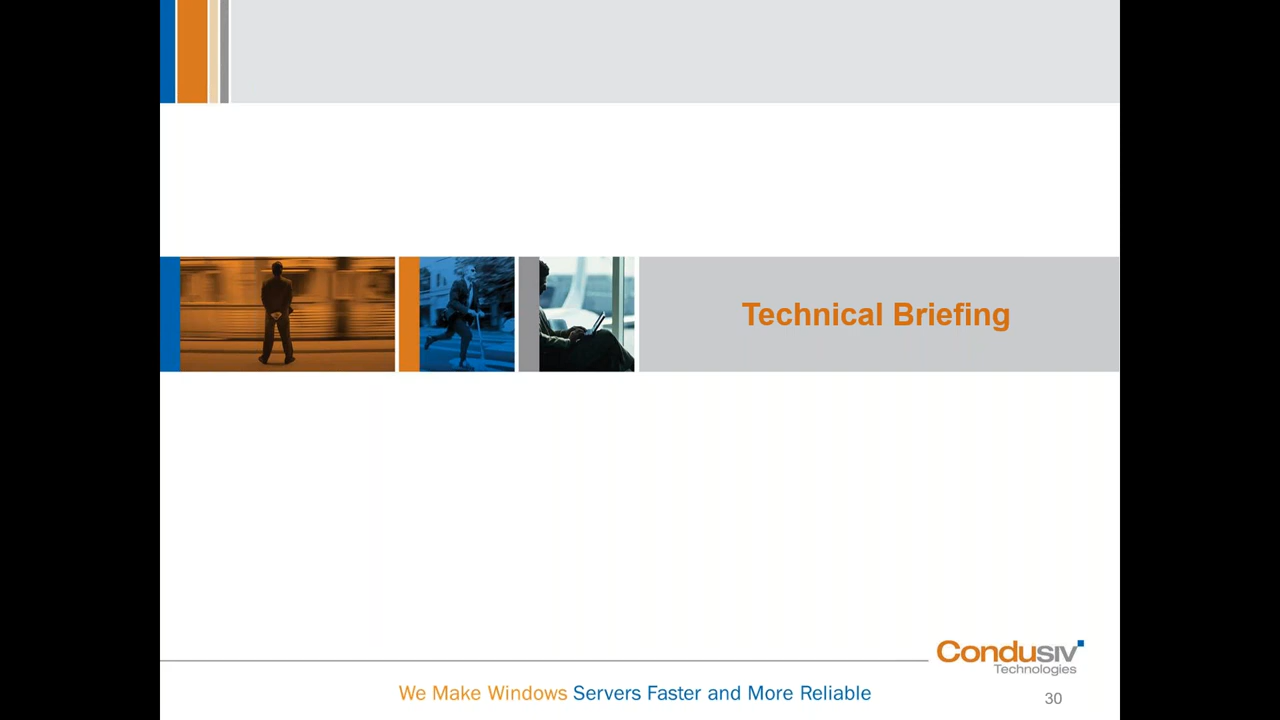 Technical Briefing
Condusiv
Technologies
We Make Windows Servers Faster and More Reliable
30